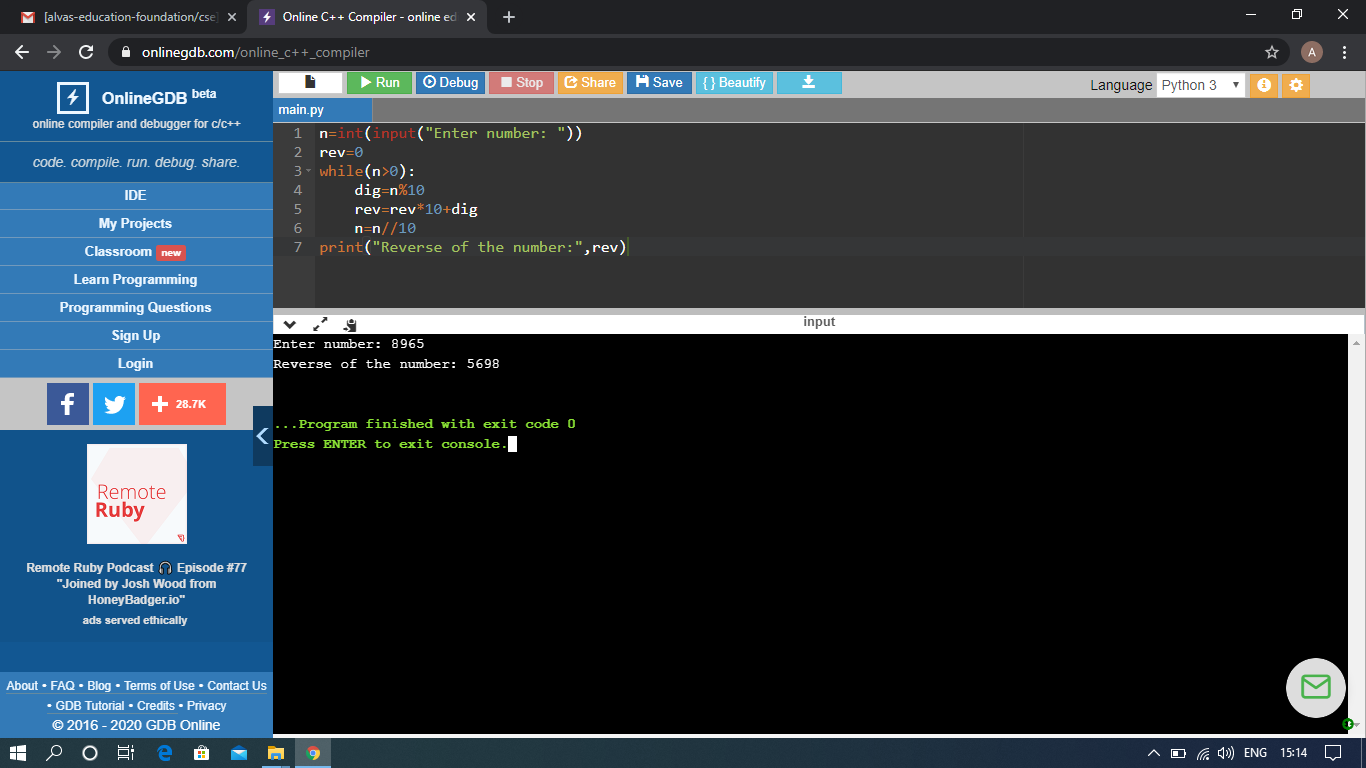 [alvas-education-foundation/cse]
Online C++ Compiler - online ed
onlinegdb.com/online_c++_compiler
A
OnlineGDB beta
online compiler and debugger for c/c++
code. compile. run. debug. share.
IDE
My Projects
Classroom new
Learn Programming
Programming Questions
Sign Up
Login
28.7K
Remote
Ruby
Remote Ruby Podcast 🎧 Episode #77
"Joined by Josh Wood from
HoneyBadger.io"
ads served ethically
About • FAQ • Blog • Terms of Use • Contact Us
• GDB Tutorial • Credits • Privacy
© 2016 - 2020 GDB Online
Run Debug Stop Share Save { } Beautify
Language Python 3
main.py
1 n=int(input("Enter number: "))
2 rev=0
3 while(n>0):
4     dig=n%10
5     rev=rev*10+dig
6     n=n//10
7 print("Reverse of the number:",rev)
input
Enter number: 8965
Reverse of the number: 5698
...Program finished with exit code 0
Press ENTER to exit console.
ENG 15:14